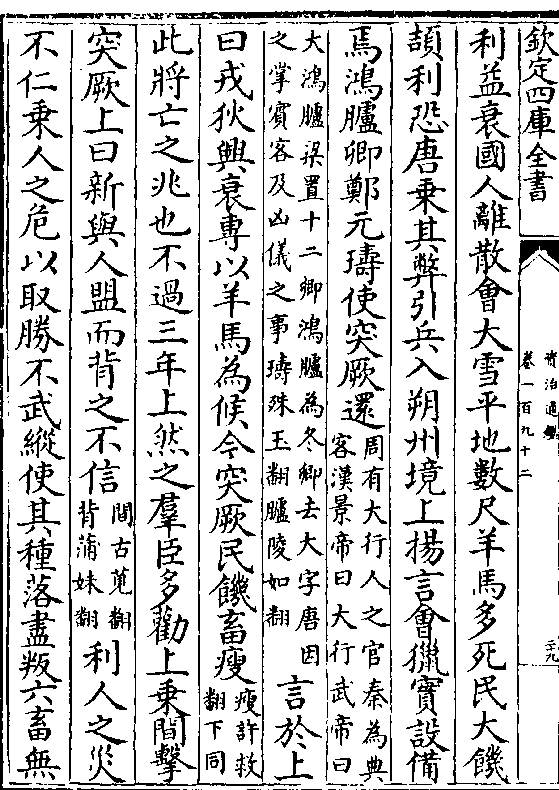 欽定四庫全書
資治通鑑
卷一百九十二
利益衰國人離散會大雪平地數尺羊馬多死民大饑
頡利恐唐乗其弊引兵入朔州境上揚言會獵實設備
焉鴻臚卿鄭元璹使突厥還周有大行人之官秦為典
客漢景帝曰大行武帝曰
大鴻臚梁置十二卿鴻臚為冬卿去大字唐因
之掌賓客及凶儀之事璹殊玉翻臚陵如翻言於上
曰戎狄興衰專以羊馬為候今突厥民饑畜瘦瘦許救
翻下同
此將亡之兆也不過三年上然之羣臣多勸上乗間擊
突厥上曰新與人盟而背之不信間古莧翻
背蒲妹翻利人之災
不仁乗人之危以取勝不武縱使其種落盡叛六畜無